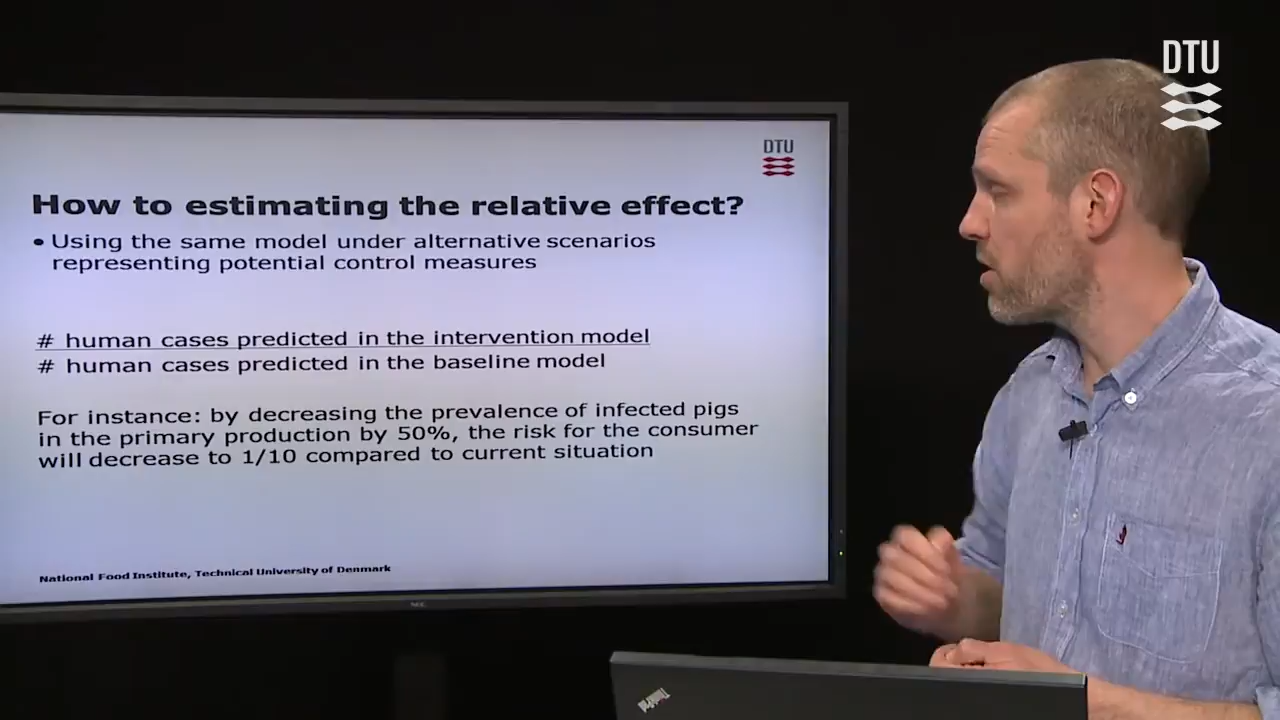 DTU
DTU
How to estimating the relative effect?
• Using the same model under alternative scenarios
representing potential control measures
# human cases predicted in the intervention model
# human cases predicted in the baseline model
For instance: by decreasing the prevalence of infected pigs
in the primary production by 50%, the risk for the consumer
will decrease to 1/10 compared to current situation
National Food Institute, Technical University of Denmark
NEC
ThinkPad